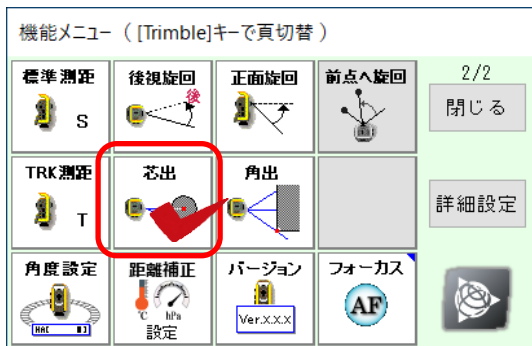 機能メニュー ( [Trimble]キーで頁切替 )
標準測距
S
後視旋回
後
正面旋回
前点へ旋回
2/2
閉じる
TRK測距
T
芯出
角出
詳細設定
角度設定
距離補正
℃ hPa
設定
バージョン
Ver.X.X.X
フォーカス
AF